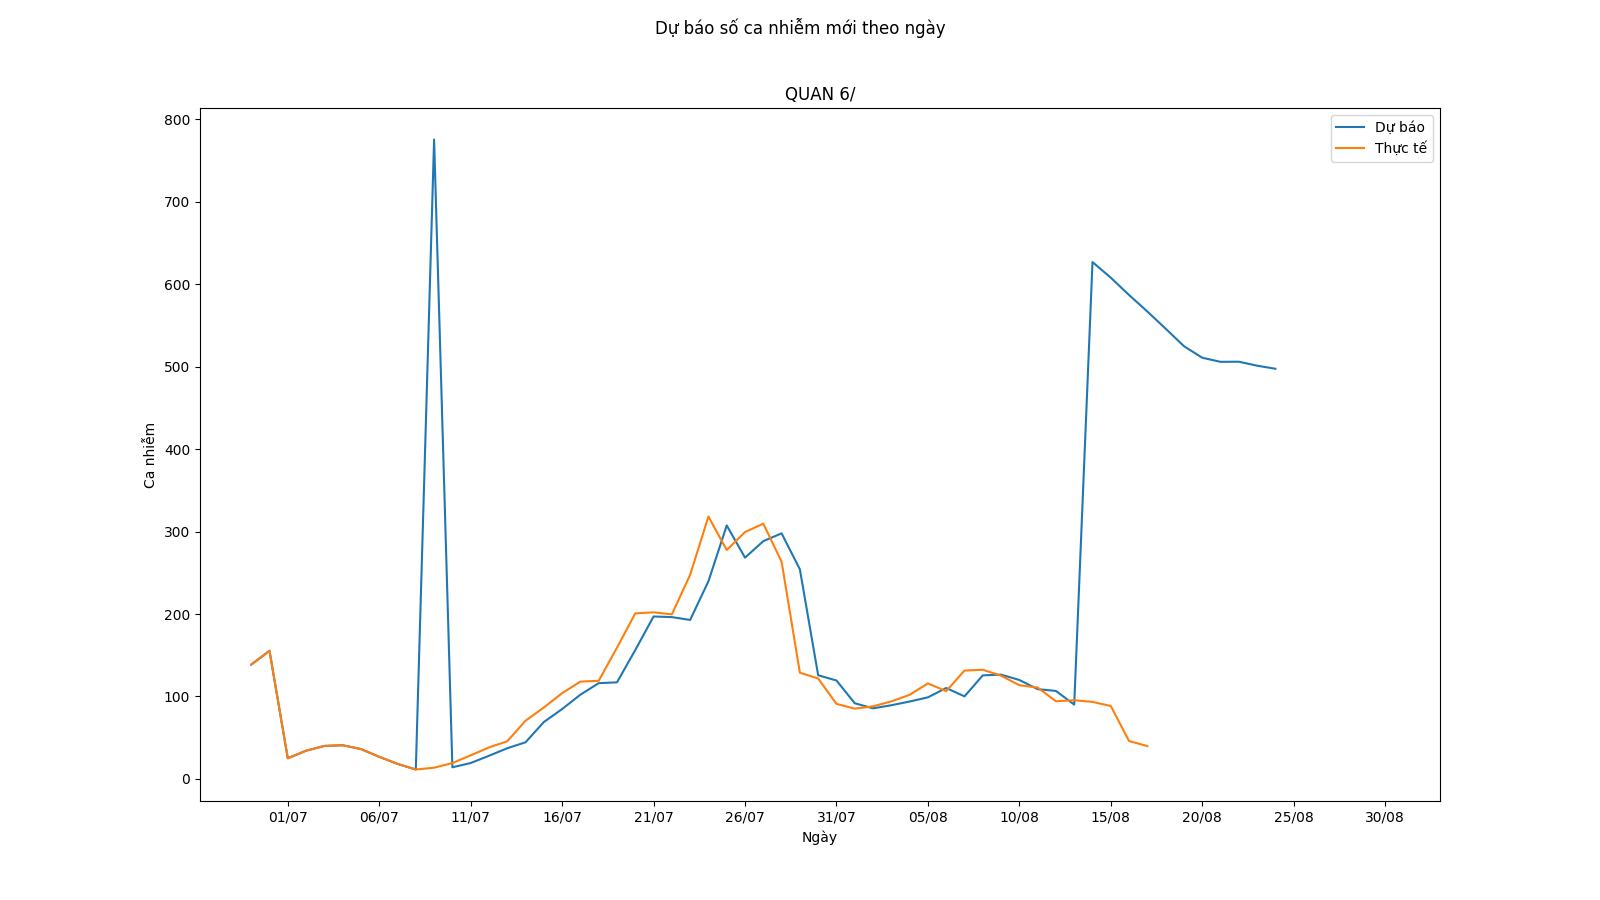 Dự báo số ca nhiễm mới theo ngày
QUAN 6/
Dự báo
Thực tế
Ca nhiễm
800
700
600
500
400
300
200
100
0
01/07 06/07 11/07 16/07 21/07 26/07 31/07 05/08 10/08 15/08 20/08 25/08 30/08
Ngày